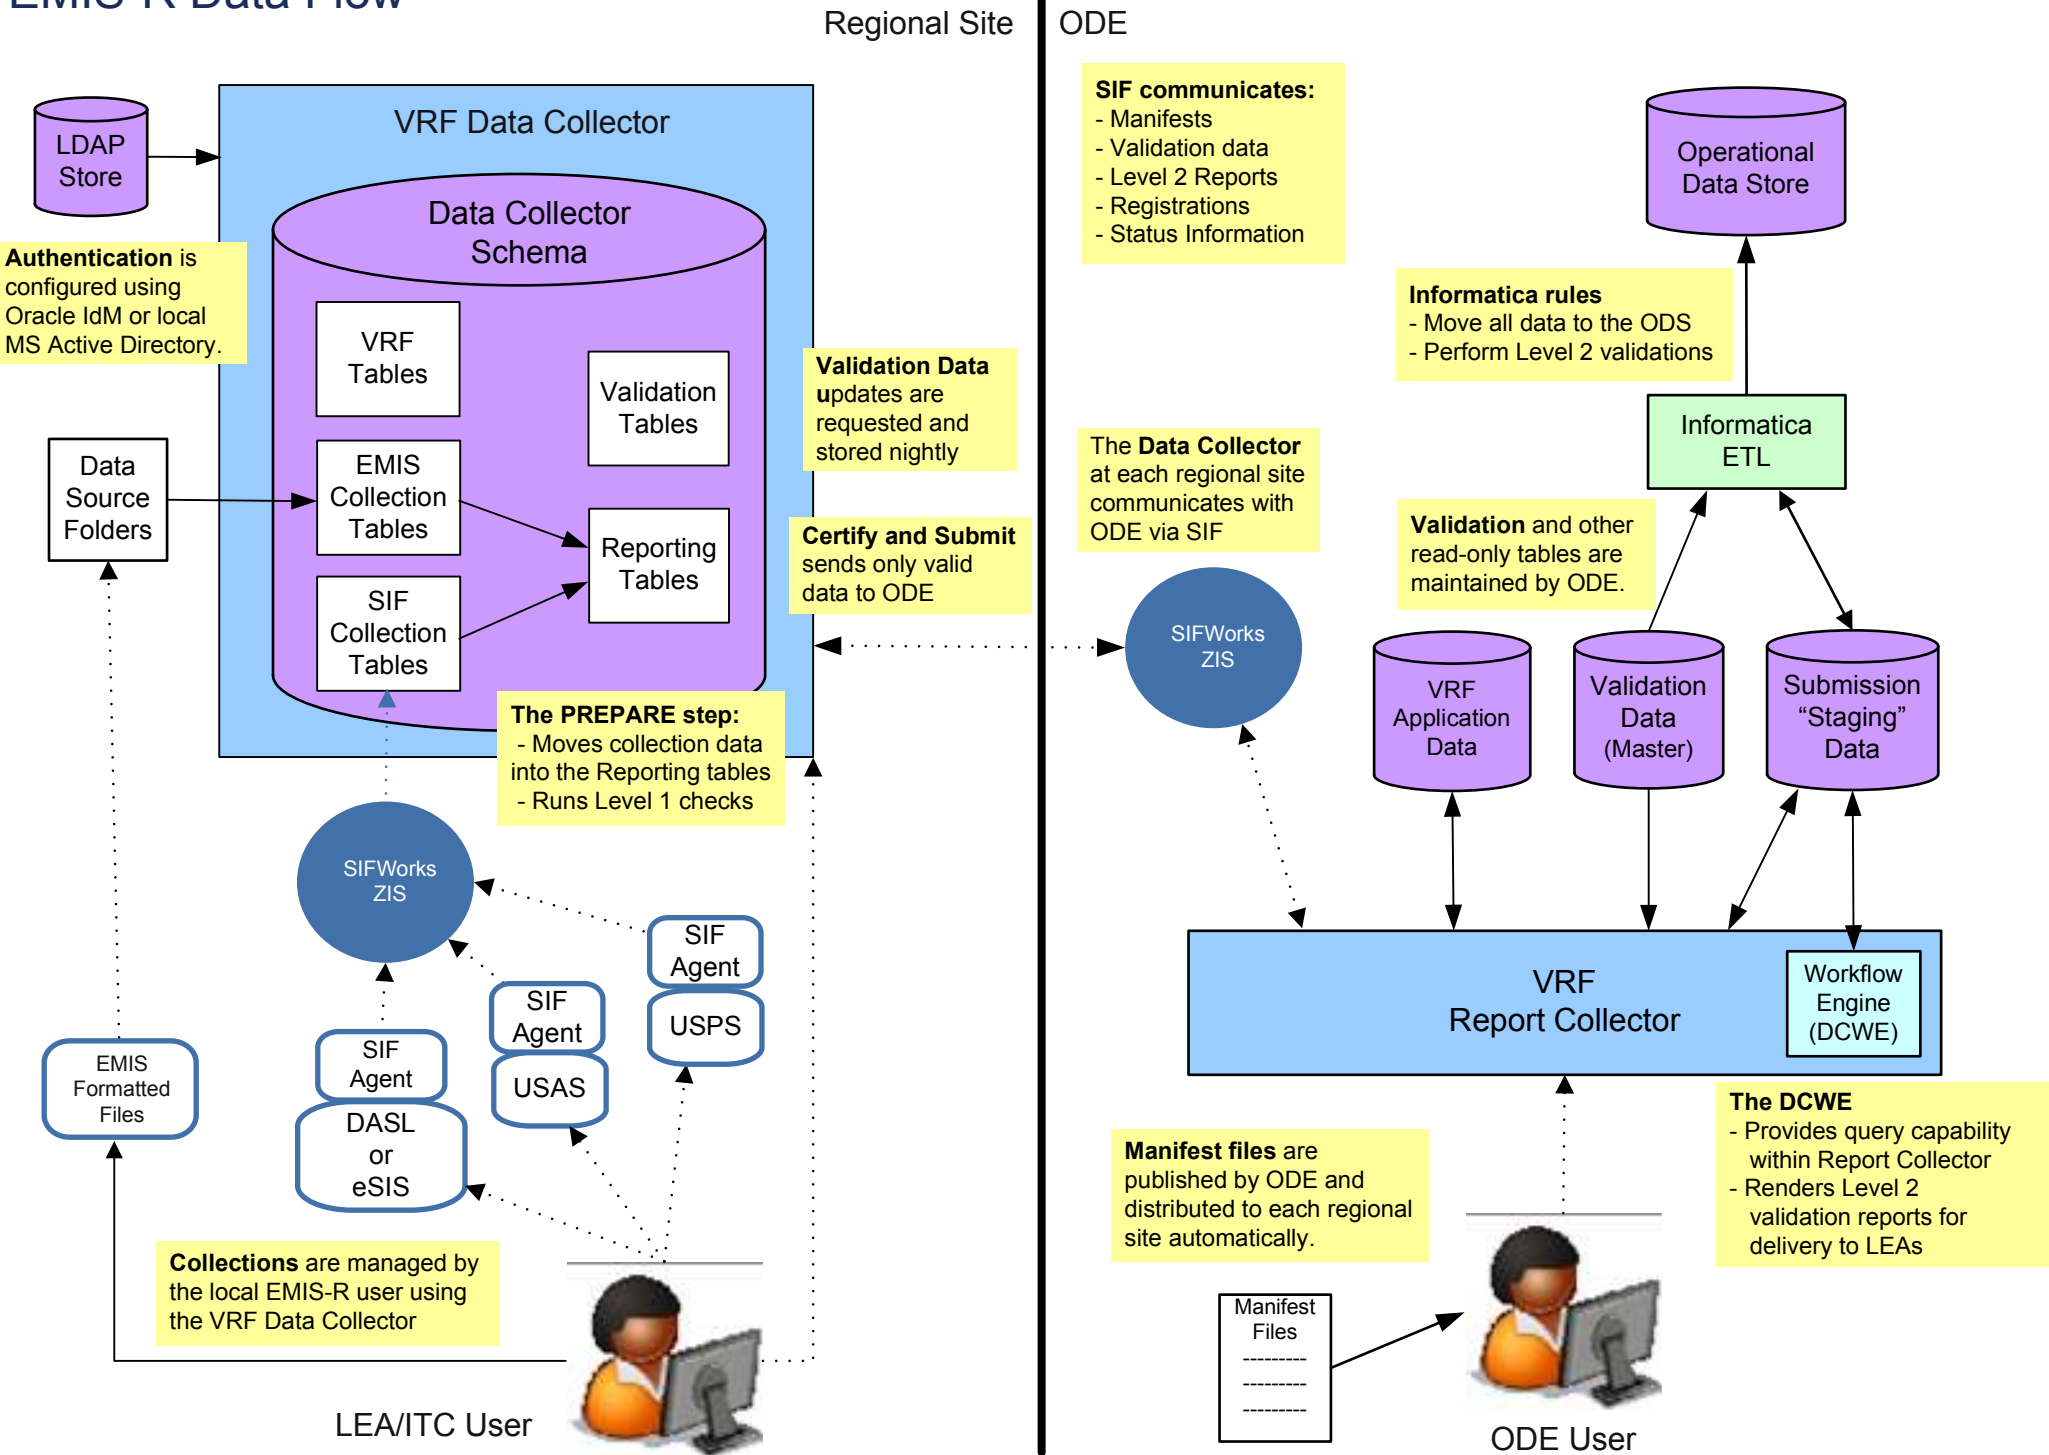 EMIS-R Data Flow
Regional Site
ODE
LDAP
Store
VRF Data Collector
Data Collector
Schema
Authentication is
configured using
Oracle IdM or local
MS Active Directory.
VRF
Tables
Validation
Tables
EMIS
Collection
Tables
Reporting
Tables
SIF
Collection
Tables
Data
Source
Folders
Validation Data
updates are
requested and
stored nightly
Certify and Submit
sends only valid
data to ODE
The PREPARE step:
- Moves collection data
into the Reporting tables
- Runs Level 1 checks
SIFWorks
ZIS
SIF
Agent
USPS
SIF
Agent
USAS
SIF
Agent
DASL
or
eSIS
EMIS
Formatted
Files
Collections are managed by
the local EMIS-R user using
the VRF Data Collector
LEA/ITC User
SIF communicates:
- Manifests
- Validation data
- Level 2 Reports
- Registrations
- Status Information
Operational
Data Store
Informatica rules
- Move all data to the ODS
- Perform Level 2 validations
Informatica
ETL
The Data Collector
at each regional site
communicates with
ODE via SIF
Validation and other
read-only tables are
maintained by ODE.
SIFWorks
ZIS
VRF
Application
Data
Validation
Data
(Master)
Submission
“Staging”
Data
VRF
Report Collector
Workflow
Engine
(DCWE)
The DCWE
- Provides query capability
within Report Collector
- Renders Level 2
validation reports for
delivery to LEAs
Manifest files are
published by ODE and
distributed to each regional
site automatically.
Manifest
Files
---------
---------
---------
ODE User